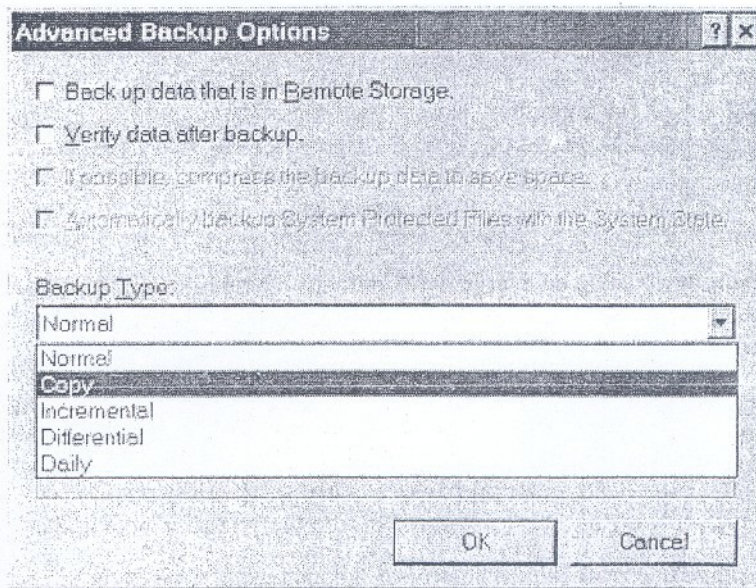 Advanced Backup Options
Back up data that is in Remote Storage.
Verify data after backup.
If possible, compress the backup data to save space.
Automatically backup System Protected Files with the System State.
Backup Type:
Normal
Normal
Copy
Incremental
Differential
Daily
OK
Cancel